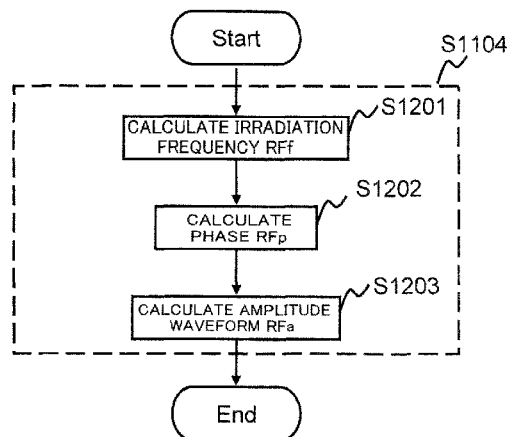 Start
S1104
S1201
CALCULATE IRRADIATION
FREQUENCY RFf
S1202
CALCULATE
PHASE RFp
S1203
CALCULATE AMPLITUDE
WAVEFORM RFa
End